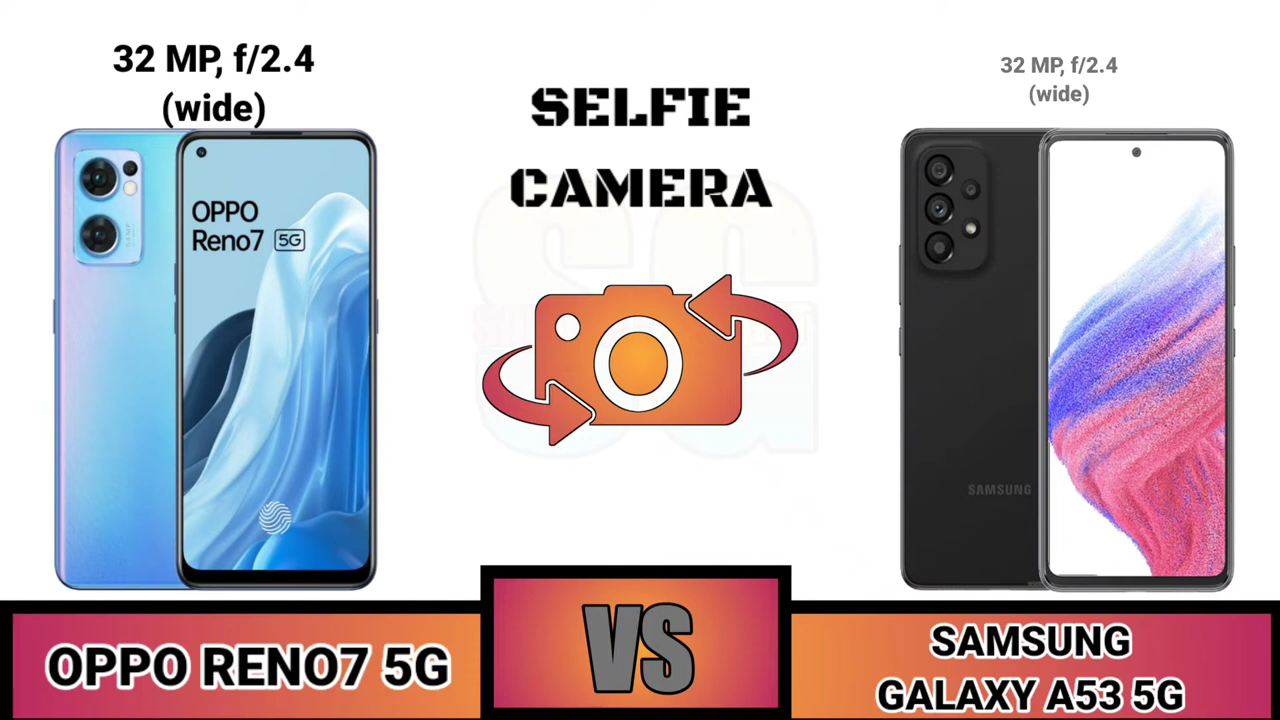 32 MP, f/2.4
(wide)
SELFIE
CAMERA
32 MP, f/2.4
(wide)
OPPO
Reno7 5G
SAMSUNG
SG
OPPO RENO7 5G
VS
SAMSUNG
GALAXY A53 5G